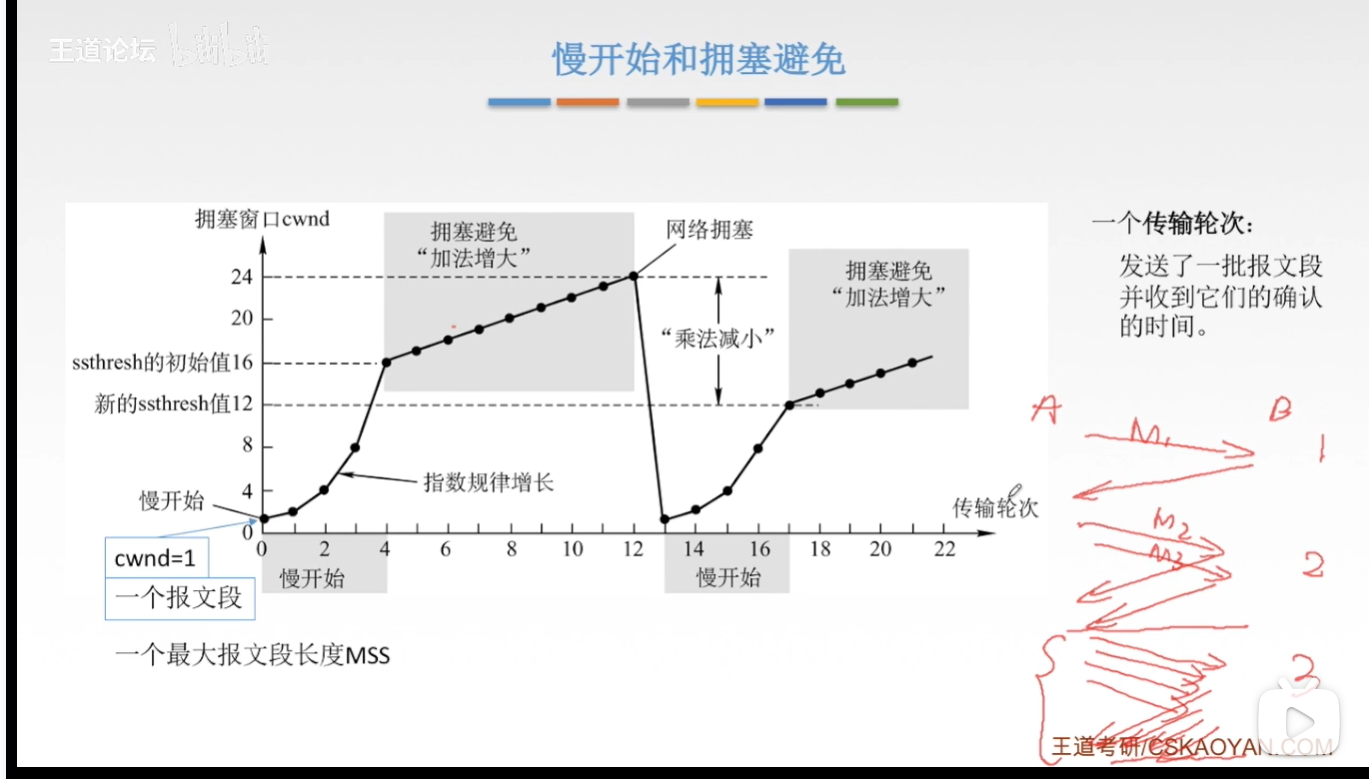 王道论坛 bilibili
慢开始和拥塞避免
拥塞窗口cwnd
24
20
ssthresh的初始值16
新的ssthresh值12
8
4
0
拥塞避免
“加法增大”
网络拥塞
“乘法减小”
拥塞避免
“加法增大”
指数规律增长
慢开始
传输轮次
0 2 4 6 8 10 12 14 16 18 20 22
慢开始
慢开始
cwnd=1
一个报文段
一个最大报文段长度MSS
一个传输轮次：
发送了一批报文段
并收到它们的确认
的时间。
A B
M1 1
M2
M3 2
3
王道考研/CSKAOYAN.COM